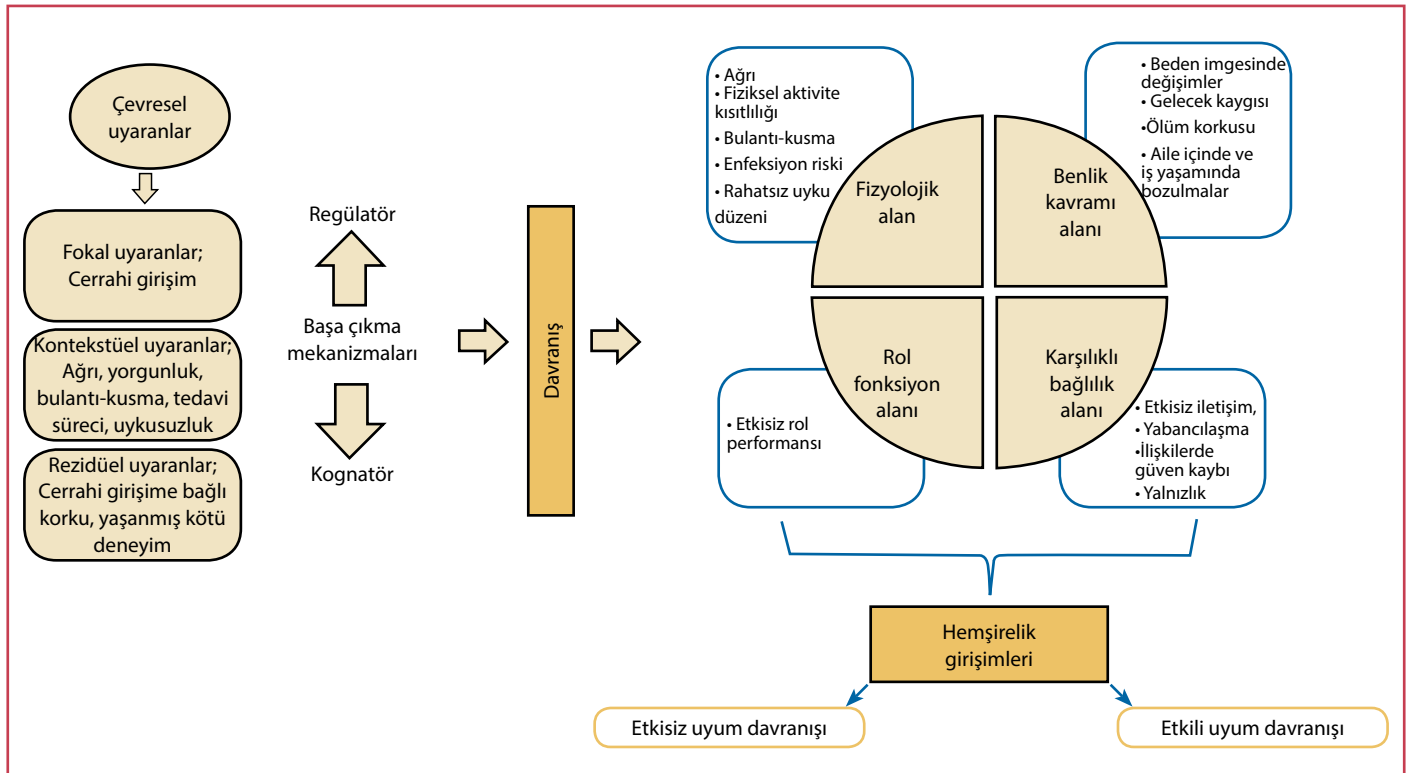 Çevresel
uyaranlar
Fokal uyaranlar;
Cerrahi girişim
Kontekstüel uyaranlar;
Ağrı, yorgunluk,
bulantı-kusma, tedavi
süreci, uykusuzluk
Rezidüel uyaranlar;
Cerrahi girişime bağlı
korku, yaşanmış kötü
deneyim
Regülatör
Başa çıkma
mekanizmaları
Kognatör
Davranış
• Ağrı
• Fiziksel aktivite
kısıtlılığı
• Bulantı-kusma
• Enfeksiyon riski
• Rahatsız uyku
düzeni
Fizyolojik
alan
Benlik
kavramı
alanı
• Beden imgesinde
değişimler
• Gelecek kaygısı
•Ölüm korkusu
• Aile içinde ve
iş yaşamında
bozulmalar
• Etkisiz rol
performansı
Rol
fonksiyon
alanı
Karşılıklı
bağlılık
alanı
• Etkisiz iletişim,
• Yabancılaşma
•İlişkilerde
güven kaybı
• Yalnızlık
Hemşirelik
girişimleri
Etkisiz uyum davranışı
Etkili uyum davranışı